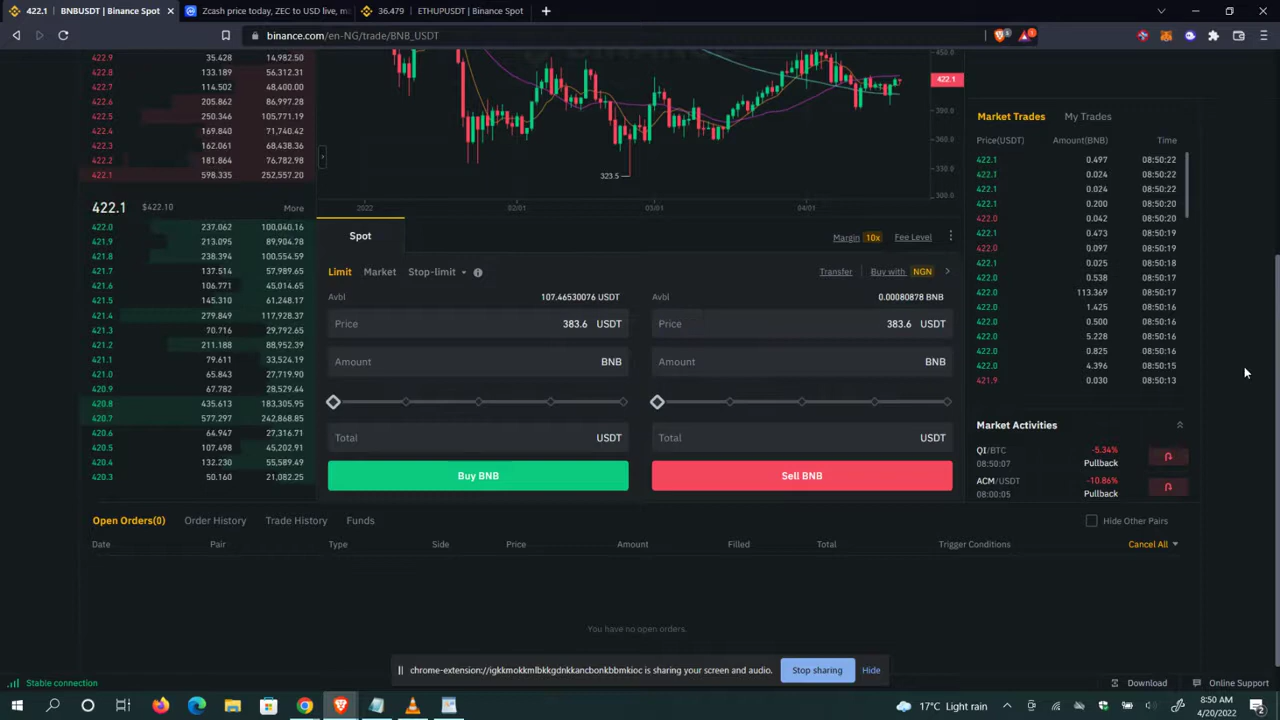 422.1 | BNBUSDT | Binance Spot
Zcash price today, ZEC to USD live, ma
36.479 | ETHUPUSDT | Binance Spot
binance.com/en-NG/trade/BNB_USDT
422.9 35.428 14,982.50
422.8 133.189 56,312.31
422.7 114.502 48,400.00
422.6 205.862 86,997.28
422.5 250.346 105,771.19
422.4 169.840 71,740.42
422.3 162.061 68,438.36
422.2 181.864 76,782.98
422.1 598.335 252,557.20
422.1 $422.10 More
422.0 237.062 100,040.16
421.9 213.095 89,904.78
421.8 238.394 100,554.59
421.7 137.514 57,989.65
421.6 106.771 45,014.65
421.5 145.310 61,248.17
421.4 279.849 117,928.37
421.3 70.716 29,792.65
421.2 211.188 88,952.39
421.1 79.611 33,524.19
421.0 65.843 27,719.90
420.9 67.782 28,529.44
420.8 435.613 183,305.95
420.7 577.297 242,868.85
420.6 64.947 27,316.71
420.5 107.498 45,202.91
420.4 132.230 55,589.49
420.3 50.160 21,082.25
450.0
422.1
390.0
360.0
330.0
300.0
323.5
2022 02/01 03/01 04/01
Spot
Margin 10x Fee Level
Limit Market Stop-limit
Transfer Buy with NGN
Avbl 107.46530076 USDT
Price 383.6 USDT
Amount BNB
Total USDT
Buy BNB
Avbl 0.00080878 BNB
Price 383.6 USDT
Amount BNB
Total USDT
Sell BNB
Market Trades My Trades
Price(USDT) Amount(BNB) Time
422.1 0.497 08:50:22
422.1 0.024 08:50:22
422.1 0.024 08:50:22
422.1 0.200 08:50:20
422.0 0.042 08:50:20
422.1 0.473 08:50:19
422.0 0.097 08:50:19
422.1 0.025 08:50:18
422.0 0.538 08:50:17
422.0 113.369 08:50:17
422.0 1.425 08:50:16
422.0 0.500 08:50:16
422.0 5.228 08:50:16
422.0 0.825 08:50:16
422.0 4.396 08:50:15
421.9 0.030 08:50:13
Market Activities
QI/BTC -5.34%
08:50:07 Pullback
ACM/USDT -10.86%
08:00:05 Pullback
Open Orders(0) Order History Trade History Funds
Hide Other Pairs
Date Pair Type Side Price Amount Filled Total Trigger Conditions Cancel All
You have no open orders.
chrome-extension://igkkmokkmlbkkgdnkkancbonkbbmkioc is sharing your screen and audio.
Stop sharing Hide
Stable connection
Download Online Support
17°C Light rain
8:50 AM
4/20/2022
2